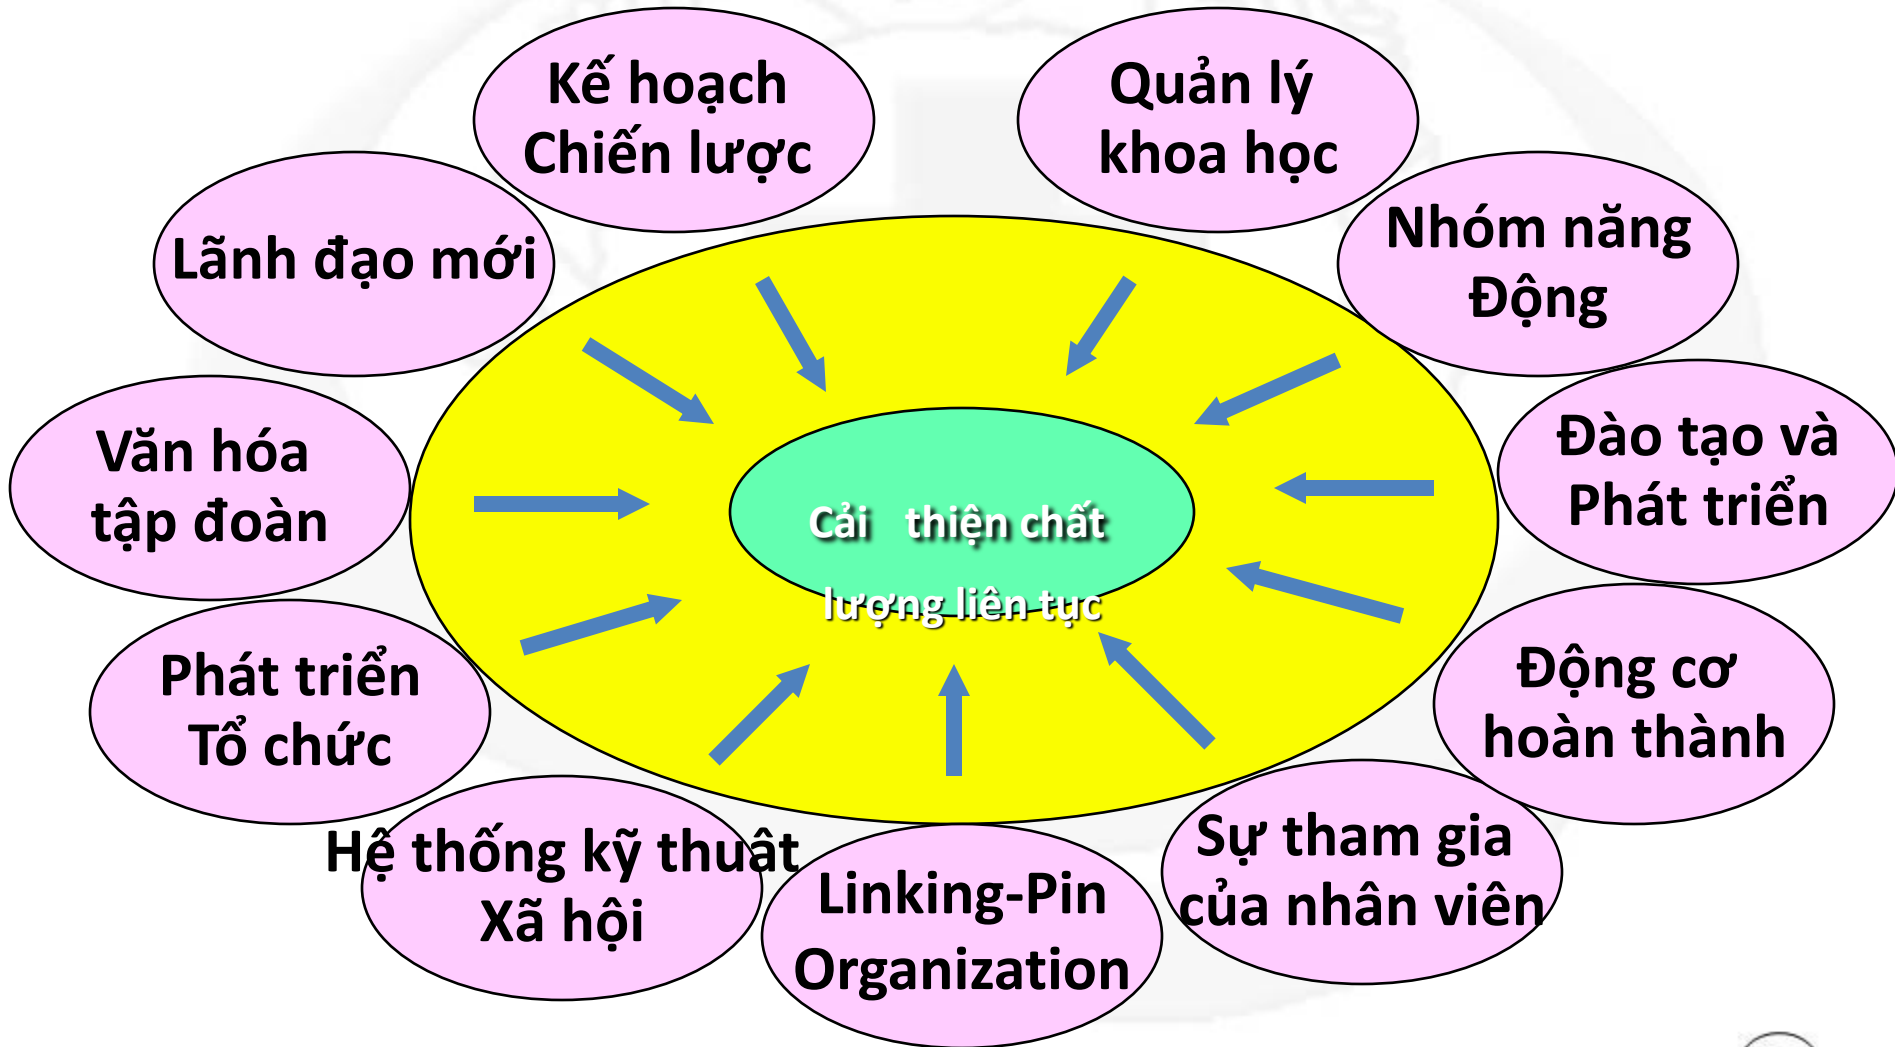 Kế hoạch
Chiến lược
Quản lý
khoa học
Lãnh đạo mới
Nhóm năng
Động
Văn hóa
tập đoàn
Cải thiện chất
lượng liên tục
Đào tạo và
Phát triển
Phát triển
Tổ chức
Động cơ
hoàn thành
Hệ thống kỹ thuât
Xã hội
Linking-Pin
Organization
Sự tham gia
của nhân viên